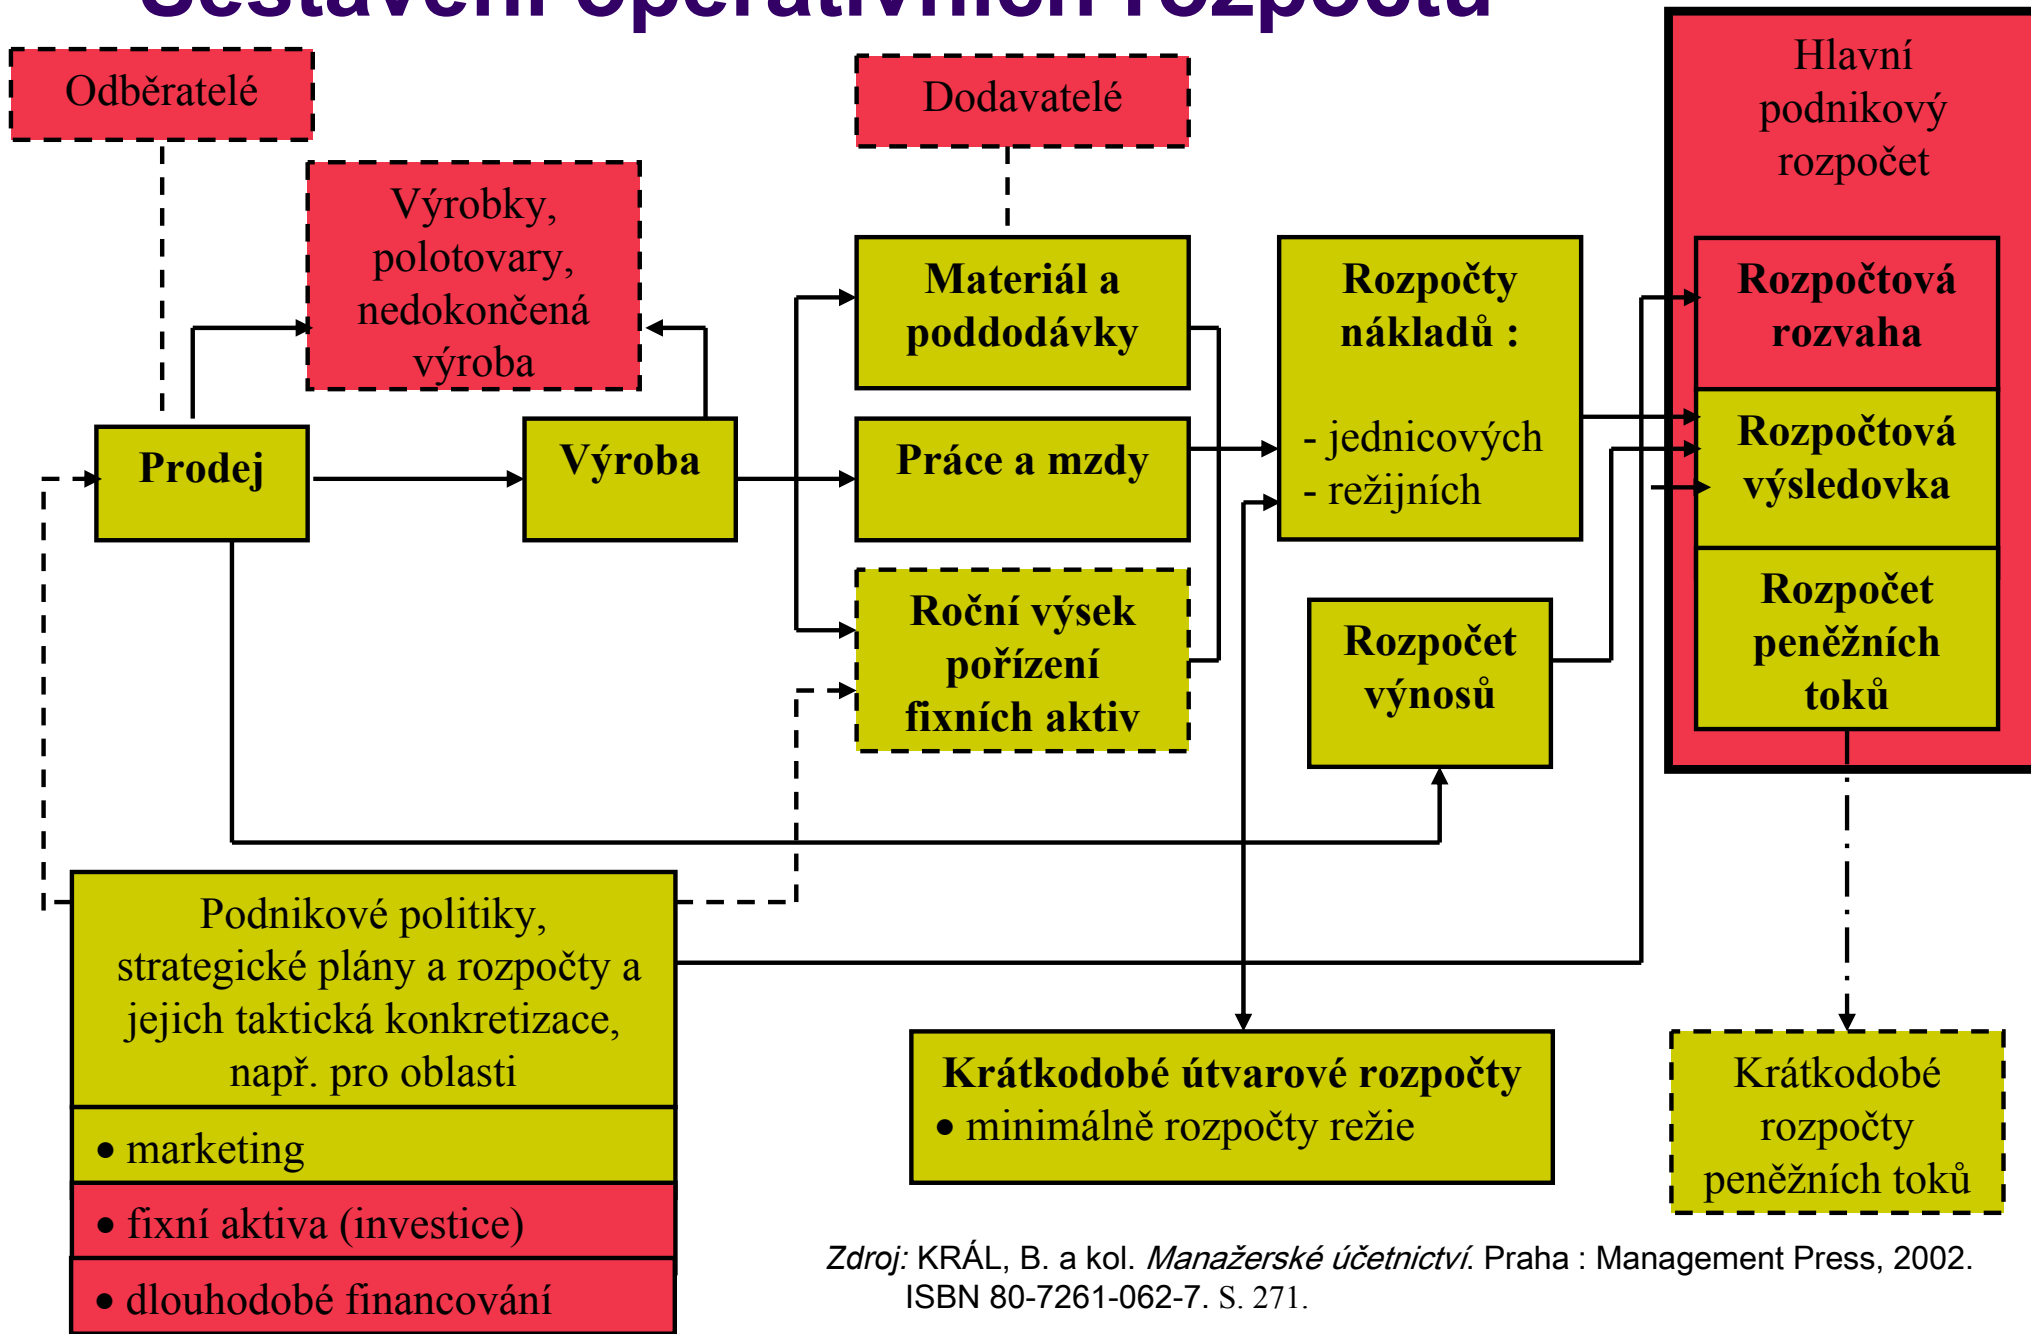 Sestavení operativních rozpočtů
Odběratelé
Dodavatelé
Hlavní
podnikový
rozpočet
Výrobky,
polotovary,
nedokončená
výroba
Materiál a
poddodávky
Rozpočty
nákladů :
- jednicových
- režijních
Rozpočtová
rozvaha
Prodej
Výroba
Práce a mzdy
Rozpočtová
výsledovka
Roční výsek
pořízení
fixních aktiv
Rozpočet
výnosů
Rozpočet
peněžních
toků
Podnikové politiky,
strategické plány a rozpočty a
jejich taktická konkretizace,
např. pro oblasti
• marketing
• fixní aktiva (investice)
• dlouhodobé financování
Krátkodobé útvarové rozpočty
• minimálně rozpočty režie
Krátkodobé
rozpočty
peněžních toků
Zdroj: KRÁL, B. a kol. Manažerské účetnictví. Praha : Management Press, 2002.
ISBN 80-7261-062-7. S. 271.